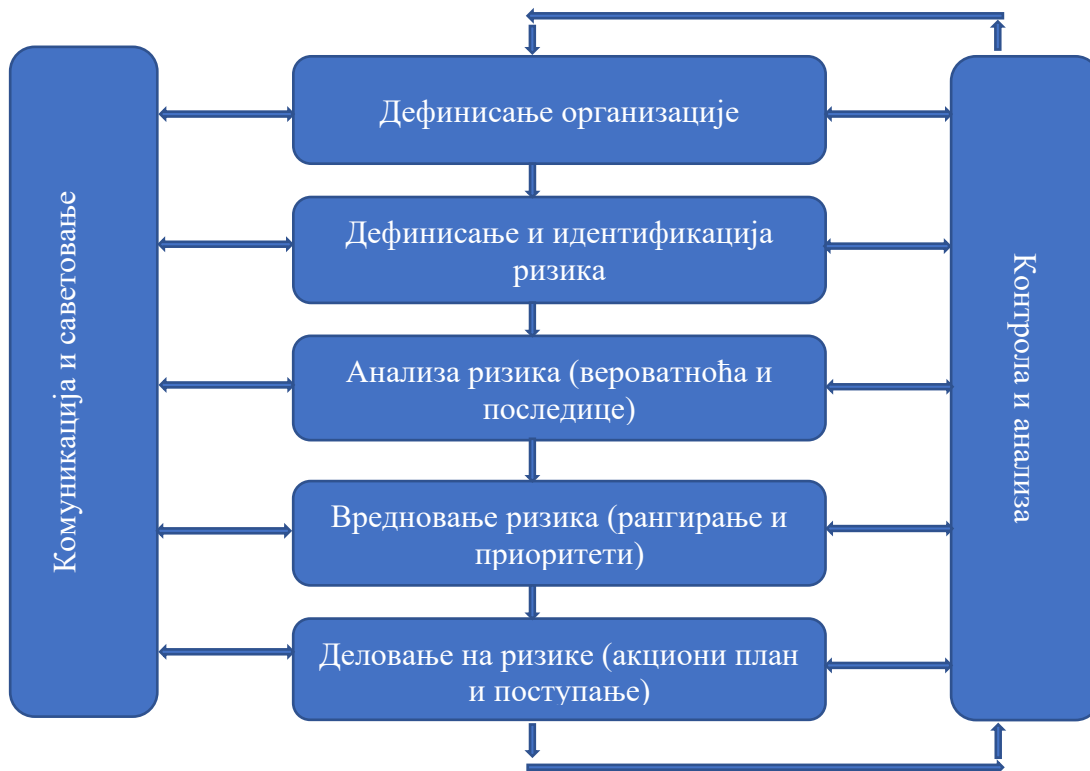 Комуникација и саветовање
Дефинисање организације
Дефинисање и идентификација
ризика
Анализа ризика (вероватноћа и
последице)
Вредновање ризика (рангирање и
приоритети)
Деловање на ризике (акциони план
и поступање)
Контрола и анализа